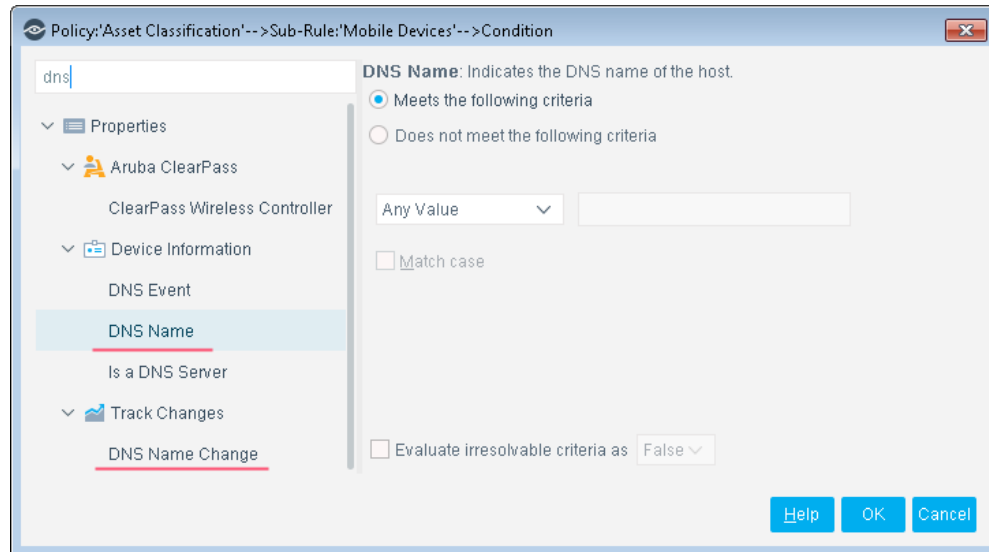 Policy:'Asset Classification'-->Sub-Rule:'Mobile Devices'-->Condition
dns
Properties
Aruba ClearPass
ClearPass Wireless Controller
Device Information
DNS Event
DNS Name
Is a DNS Server
Track Changes
DNS Name Change
DNS Name: Indicates the DNS name of the host.
Meets the following criteria
Does not meet the following criteria
Any Value
Match case
Evaluate irresolvable criteria as False
Help OK Cancel